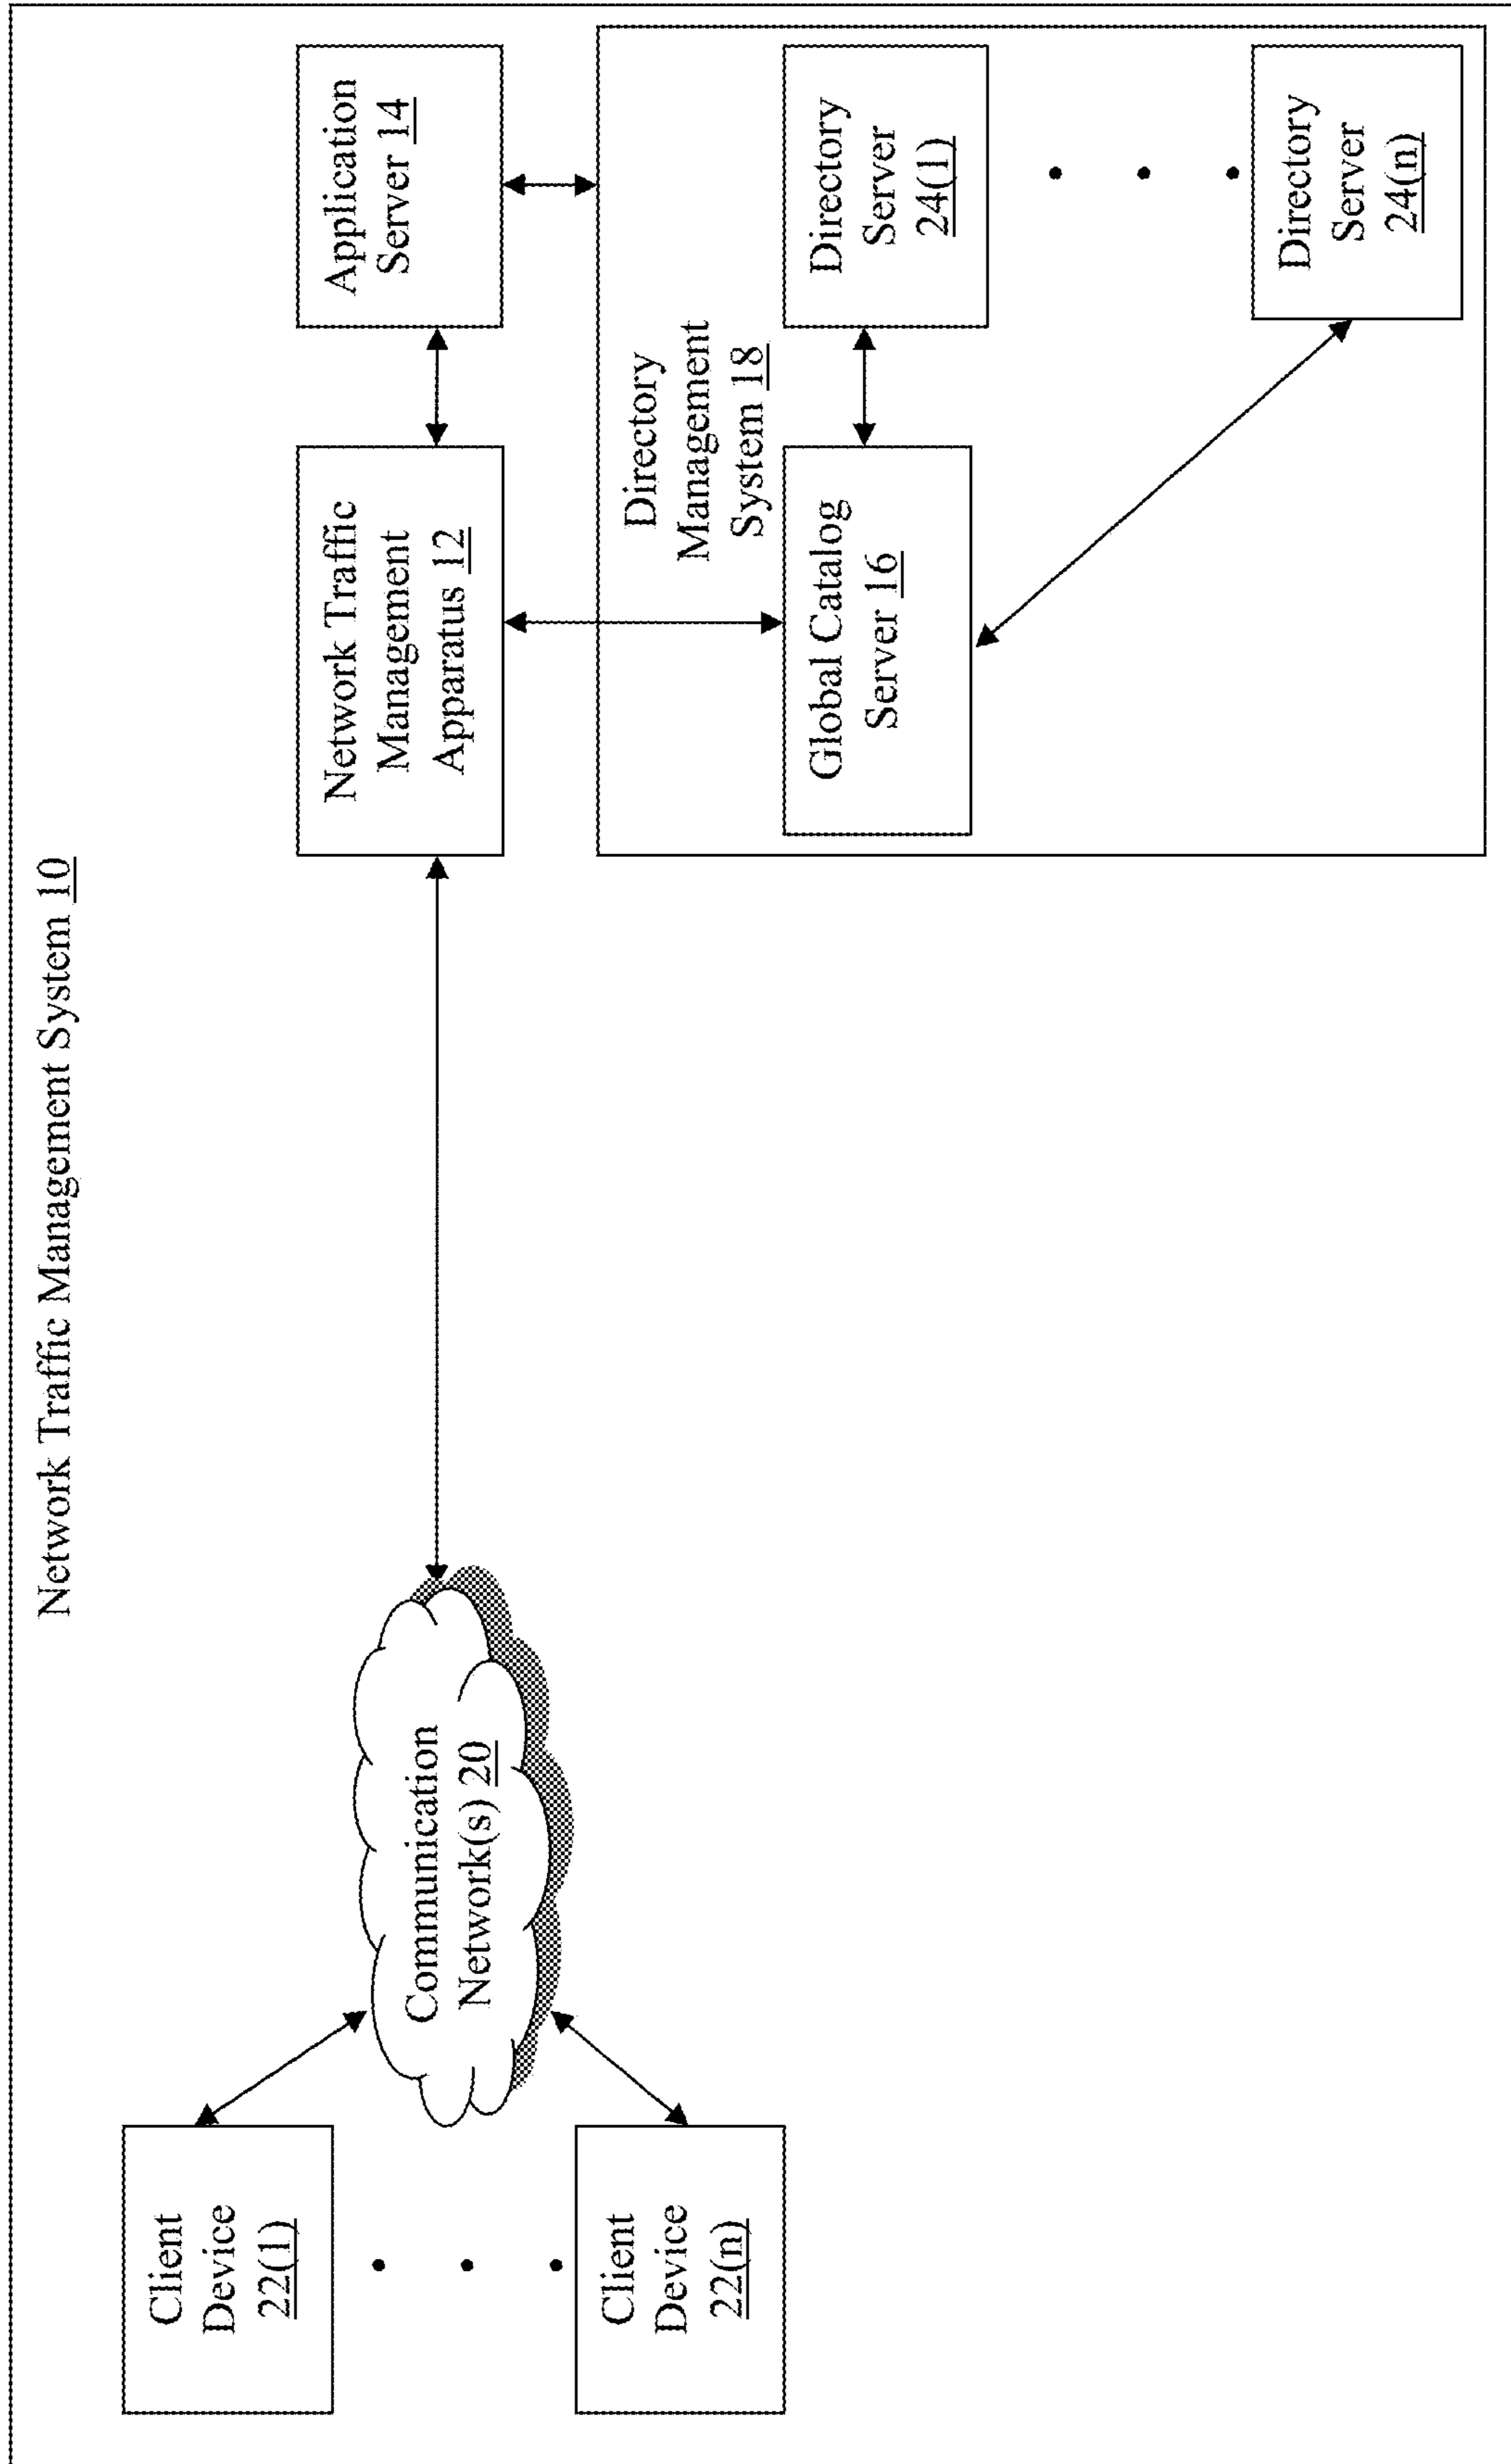 Network Traffic Management System 10
Client
Device
22(1)
Client
Device
22(n)
Communication
Network(s) 20
Network Traffic
Management
Apparatus 12
Application
Server 14
Directory
Management
System 18
Global Catalog
Server 16
Directory
Server
24(1)
Directory
Server
24(n)